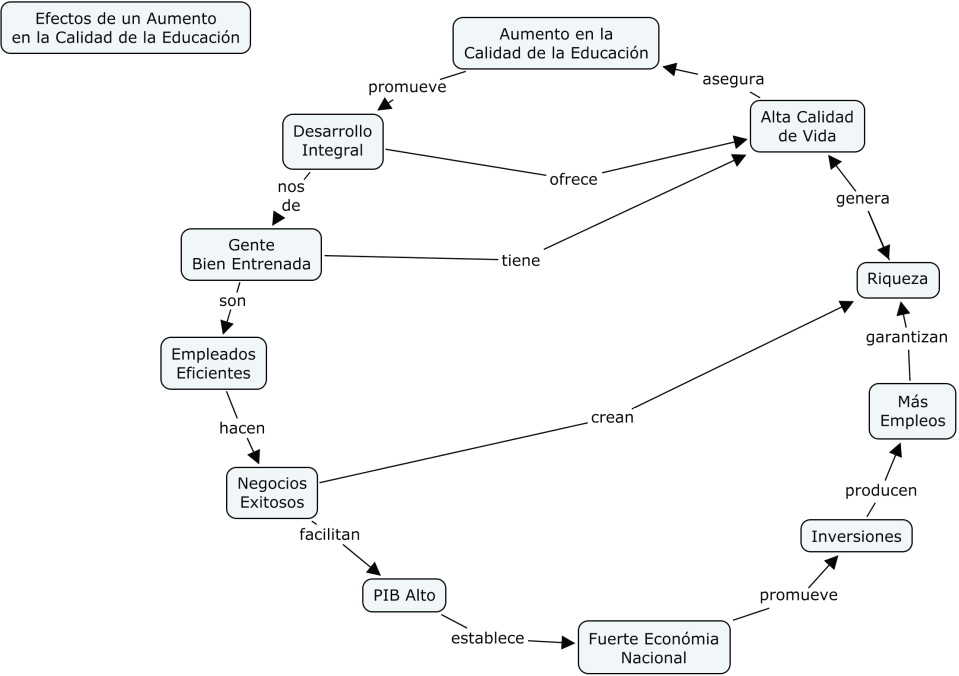 Efectos de un Aumento
en la Calidad de la Educación
Aumento en la
Calidad de la Educación
asegura
promueve
Alta Calidad
de Vida
Desarrollo
Integral
ofrece
nos
de
genera
Gente
Bien Entrenada
tiene
Riqueza
son
garantizan
Empleados
Eficientes
Más
Empleos
crean
hacen
Negocios
Exitosos
producen
facilitan
Inversiones
PIB Alto
promueve
establece
Fuerte Económia
Nacional